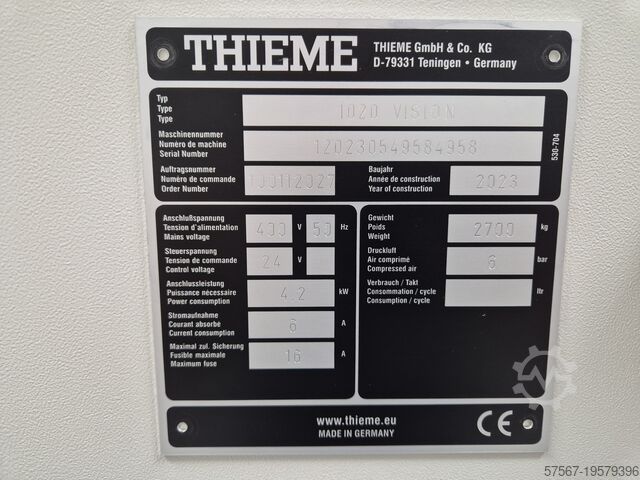 THIEME
THIEME GmbH & Co. KG
D-79331 Teningen • Germany
Typ
Type
Type
1020 VISION
Maschinennummer
Numéro de machine
Serial Number
120230549584958
530-704
Auftragsnummer
Numéro de commande
Order Number
100112027
Baujahr
Année de construction
Year of construction
2023
Anschlußspannung
Tension d'alimentation
Mains voltage
400 V 50 Hz
Steuerspannung
Tension de commande
Control voltage
24 V
Anschlussleistung
Puissance nécessaire
Power consumption
4.2 kW
Stromaufnahme
Courant absorbé
Current consumption
6 A
Maximal zul. Sicherung
Fusible maximale
Maximum fuse
16 A
Gewicht
Poids
Weight
2700 kg
Druckluft
Air comprimé
Compressed air
6 bar
Verbrauch / Takt
Consommation / cycle
Consumption / cycle
ltr
www.thieme.eu
MADE IN GERMANY
CE
57567-19579396